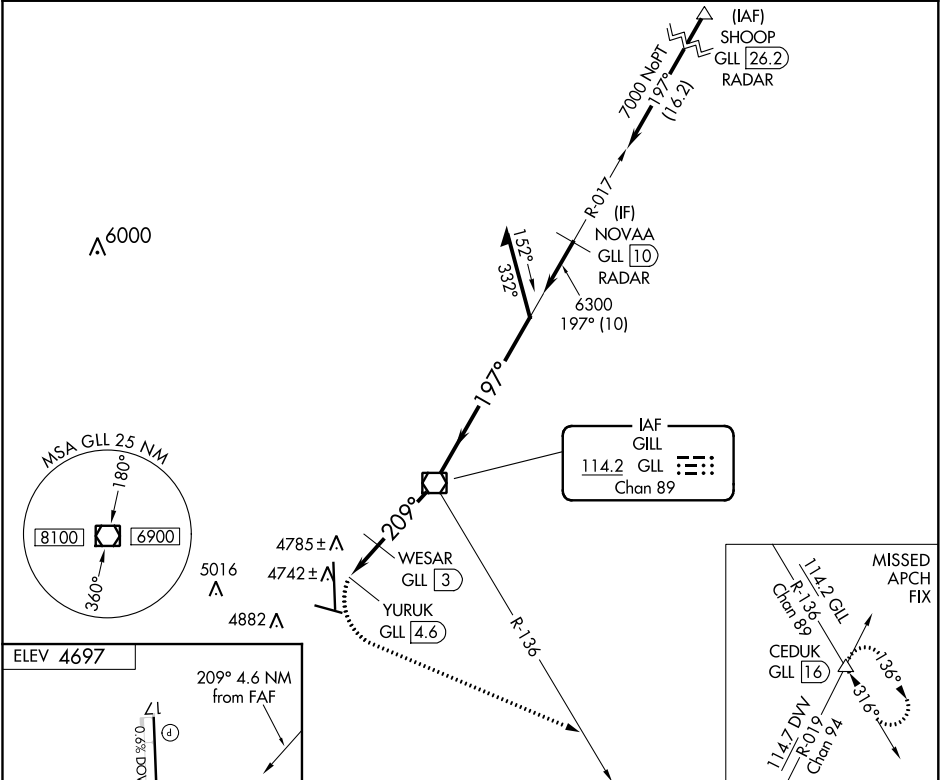 (IAF)
SHOOP
GLL 26.2
RADAR
7000 NoPT
197°
(16.2)
R-017
(IF)
NOVAA
GLL 10
RADAR
6300
197° (10)
152°
332°
6000
197°
IAF
GILL
114.2 GLL
Chan 89
MSA GLL 25 NM
180°
8100
6900
360°
209°
WESAR
GLL 3
4785±
4742±
5016
4882
YURUK
GLL 4.6
R-136
MISSED
APCH
FIX
114.2 GLL
R-136
Chan 89
CEDUK
GLL 16
136°
316°
114.7 DVV
R-019
Chan 94
ELEV 4697
209° 4.6 NM
from FAF
17
P